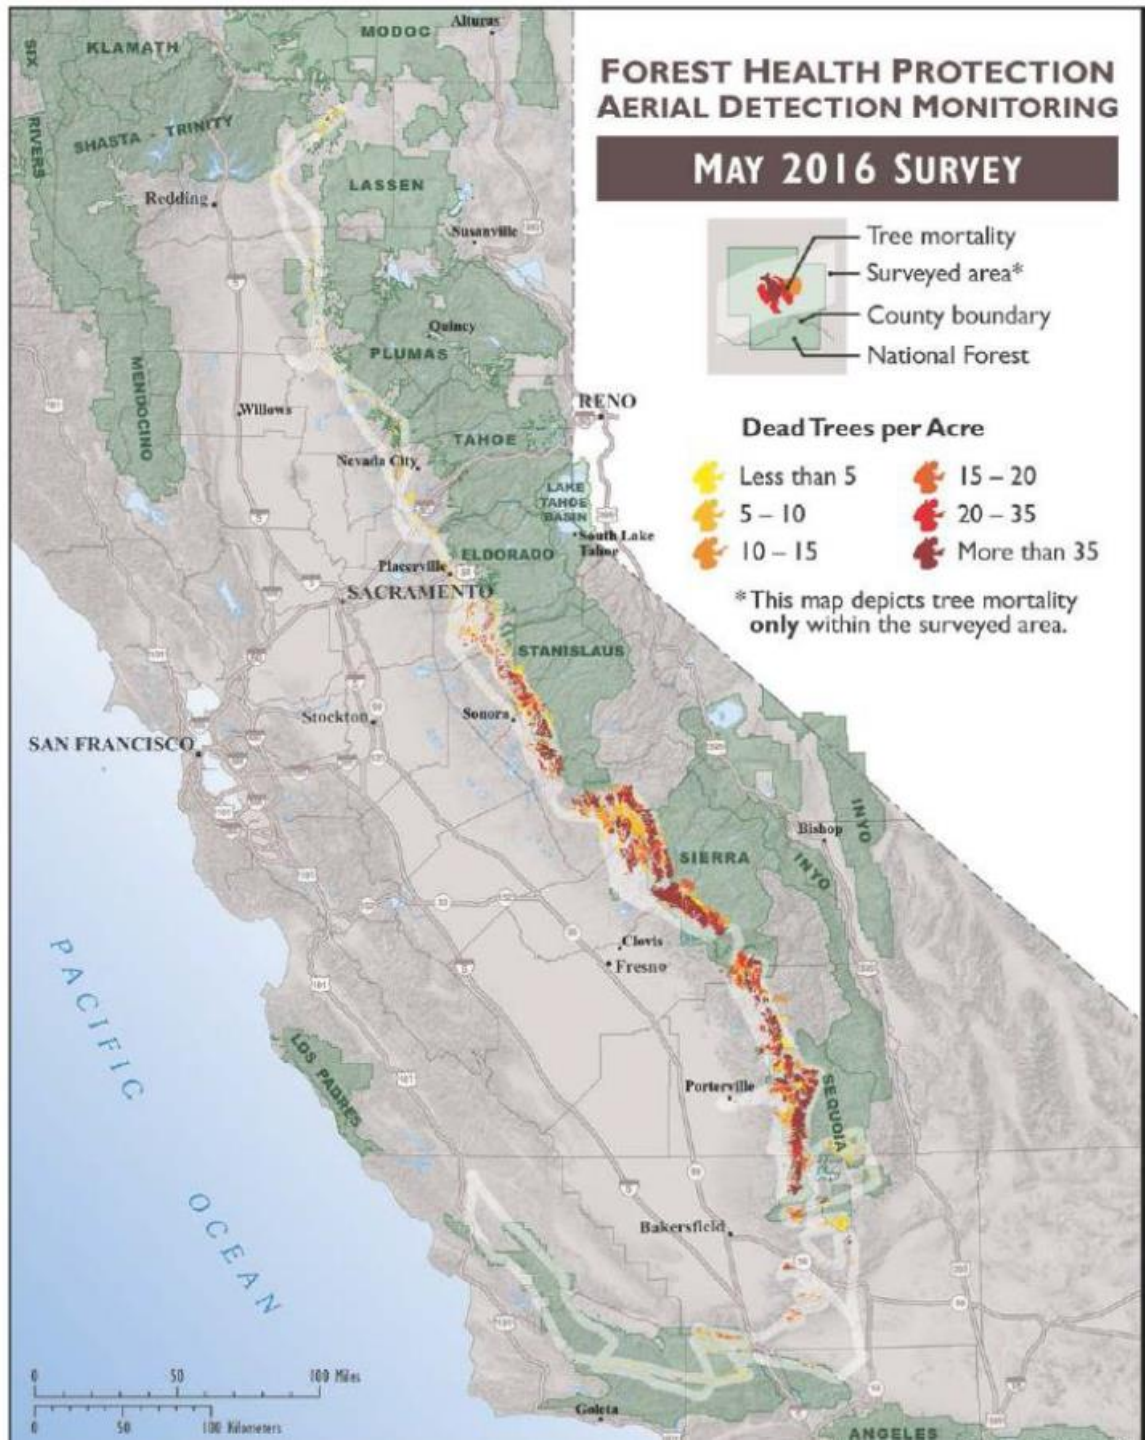 FOREST HEALTH PROTECTION
AERIAL DETECTION MONITORING
MAY 2016 SURVEY
Tree mortality
Surveyed area*
County boundary
National Forest
Dead Trees per Acre
Less than 5
5 – 10
10 – 15
15 – 20
20 – 35
More than 35
*This map depicts tree mortality
only within the surveyed area.
Alturas
MODOC
KLAMATH
SIX
RIVERS
SHASTA - TRINITY
LASSEN
Redding
Susanville
Quincy
PLUMAS
MENDOCINO
RENO
Willows
TAHOE
Nevada City
LAKE
TAHOE
BASIN
South Lake
Tahoe
ELDORADO
Placerville
SACRAMENTO
STANISLAUS
Stockton
Sonora
SAN FRANCISCO
INYO
Bishop
SIERRA
INYO
Clovis
Fresno
PACIFIC
OCEAN
LOS PADRES
Porterville
SEQUOIA
Bakersfield
0 50 100 Miles
0 50 100 Kilometers
Goleta
ANGELES